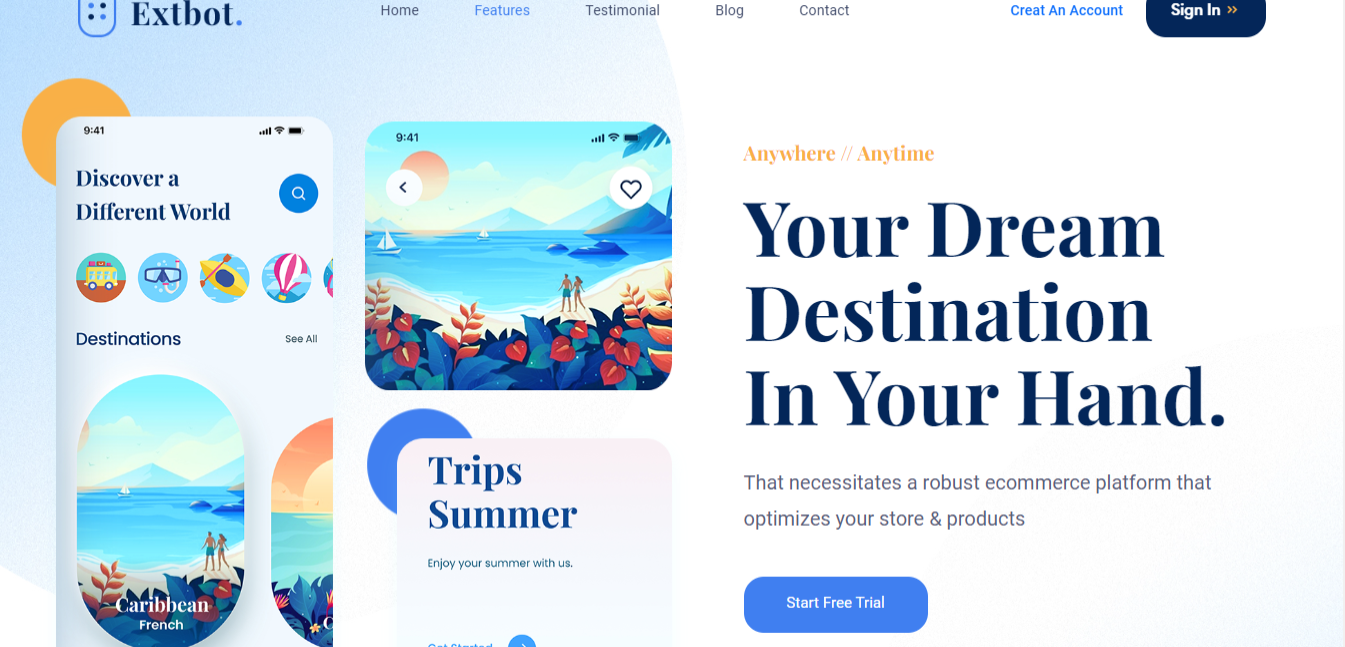 Extbot.
Home
Features
Testimonial
Blog
Contact
Creat An Account
Sign In »
9:41
Discover a
Different World
Destinations
See All
Caribbean
French
9:41
Trips
Summer
Enjoy your summer with us.
Get Started
Anywhere // Anytime
Your Dream
Destination
In Your Hand.
That necessitates a robust ecommerce platform that
optimizes your store & products
Start Free Trial